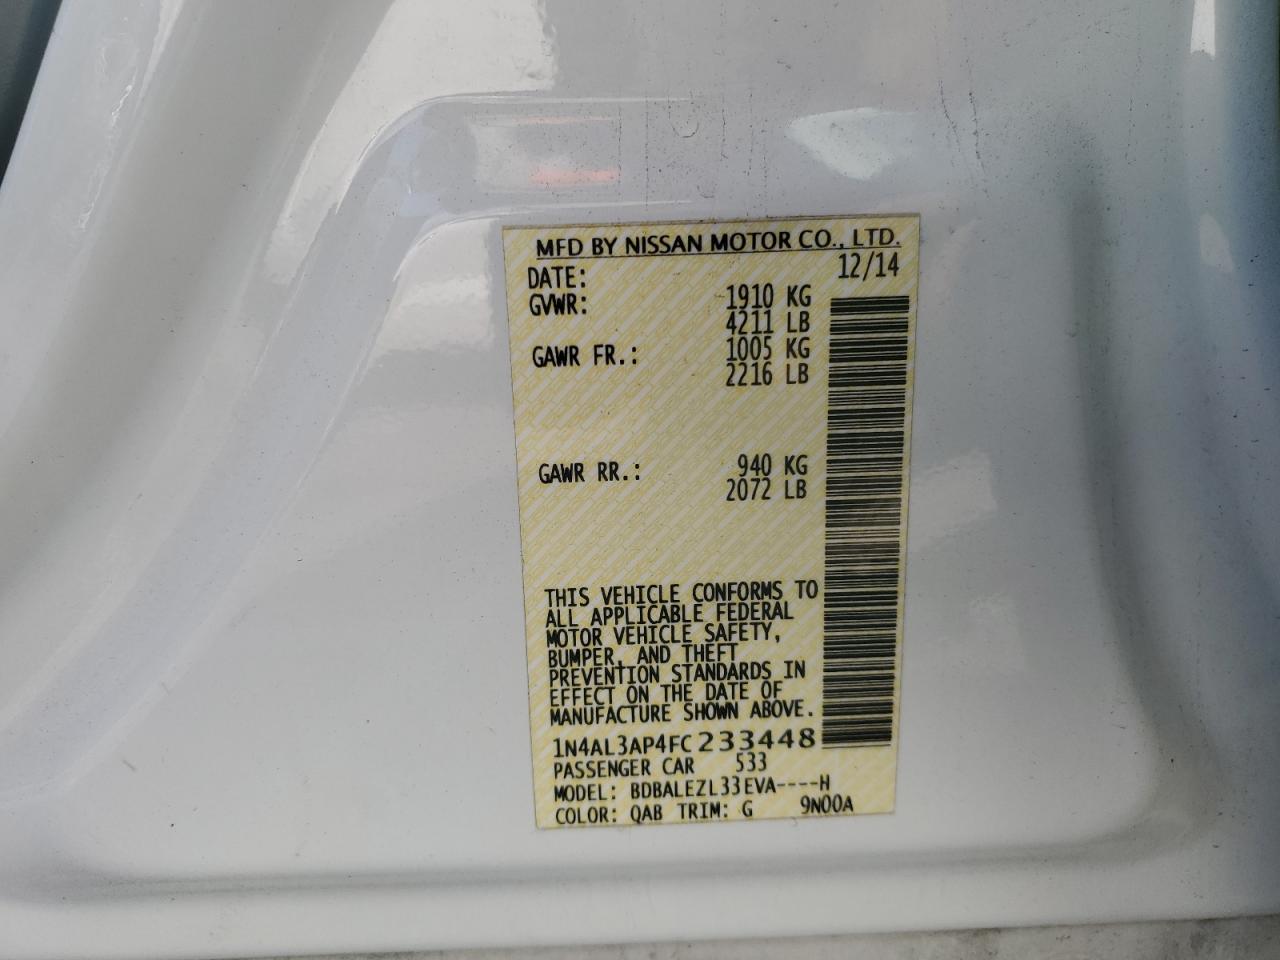 MFD BY NISSAN MOTOR CO., LTD.
DATE: 12/14
GVWR: 1910 KG
4211 LB
GAWR FR.: 1005 KG
2216 LB
GAWR RR.: 940 KG
2072 LB
THIS VEHICLE CONFORMS TO
ALL APPLICABLE FEDERAL
MOTOR VEHICLE SAFETY,
BUMPER, AND THEFT
PREVENTION STANDARDS IN
EFFECT ON THE DATE OF
MANUFACTURE SHOWN ABOVE.
1N4AL3AP4FC233448
PASSENGER CAR 533
MODEL: BDBALEZL33EVA----H
COLOR: QAB TRIM: G 9N00A